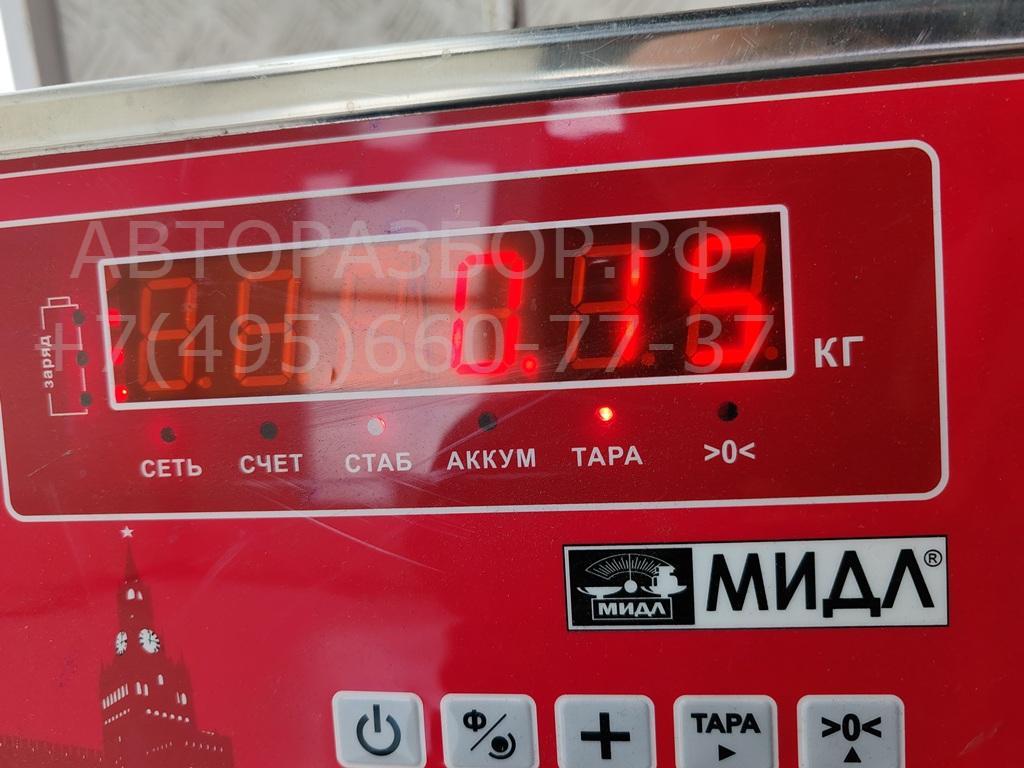 АВТОРАЗБОР.РФ
+7(495)660-77-37
заряд
0.15
КГ
СЕТЬ СЧЕТ СТАБ АККУМ ТАРА >0<
МИДЛ МИДЛ®
Ф ТАРА >0<